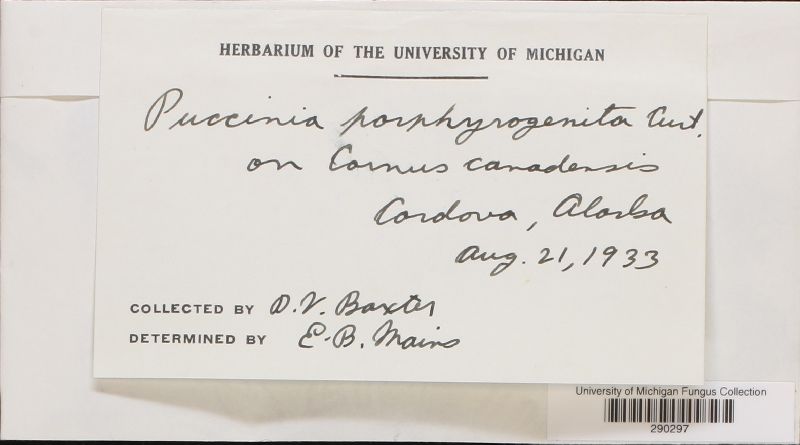 HERBARIUM OF THE UNIVERSITY OF MICHIGAN
Puccinia porphyrogenita Curt.
on Cornus canadensis
Cordova, Alaska
Aug. 21, 1933
COLLECTED BY D.V. Baxter
DETERMINED BY E.B. Mains
University of Michigan Fungus Collection
290297